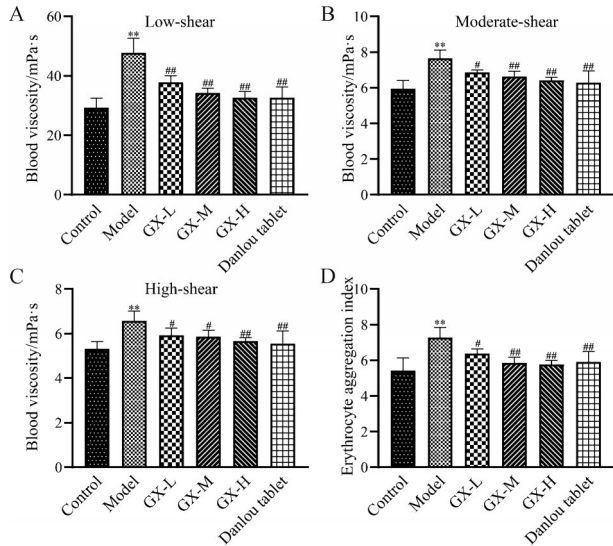 A
Low-shear
Blood viscosity/mPa·s
60
40
20
0
**
##
##
##
##
Control
Model
GX-L
GX-M
GX-H
Danlou tablet
B
Moderate-shear
Blood viscosity/mPa·s
10
8
6
4
2
0
**
#
##
##
##
Control
Model
GX-L
GX-M
GX-H
Danlou tablet
C
High-shear
Blood viscosity/mPa·s
8
6
4
2
0
**
#
#
##
##
Control
Model
GX-L
GX-M
GX-H
Danlou tablet
D
Erythrocyte aggregation index
10
8
6
4
2
0
**
#
##
##
##
Control
Model
GX-L
GX-M
GX-H
Danlou tablet